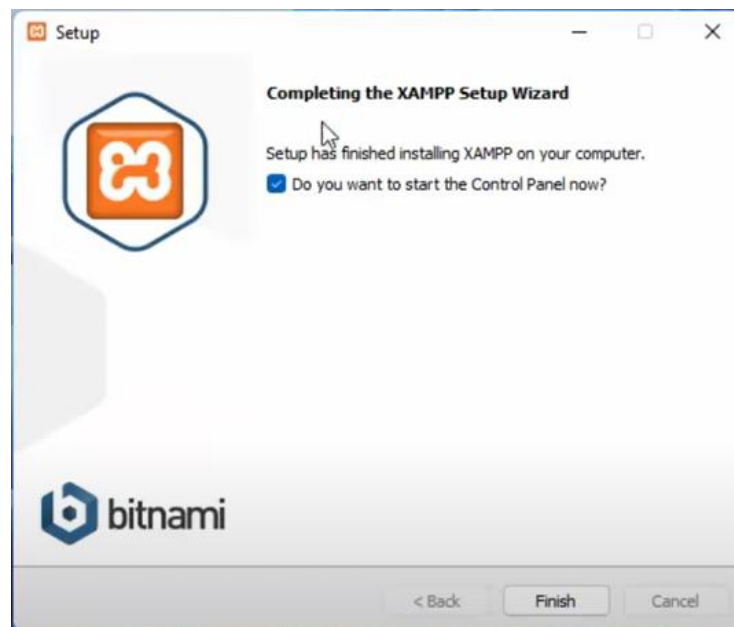 Setup
Completing the XAMPP Setup Wizard
Setup has finished installing XAMPP on your computer.
Do you want to start the Control Panel now?
bitnami
< Back
Finish
Cancel